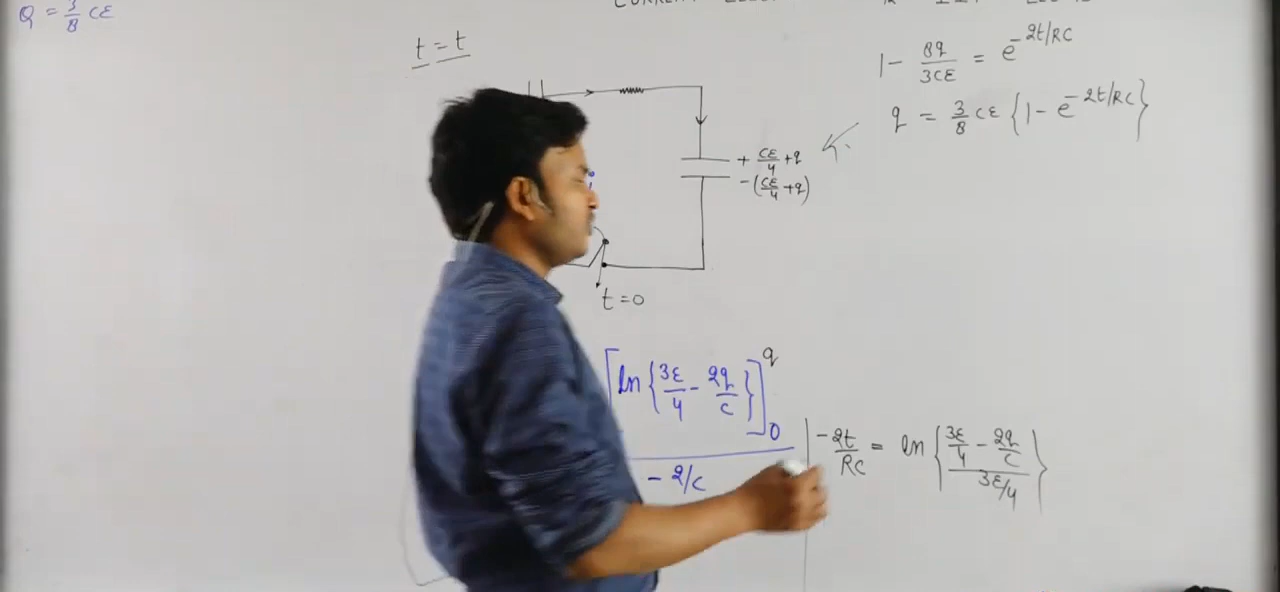 Q = 3/8 CE
t = t
1 - 8q/3CE = e^-2t/RC
q = 3/8 CE {1 - e^-2t/RC}
+ CE/4 + q
-(CE/4 + q)
t = 0
[ln{3E/4 - 2q/C}]_0^q
- 2/C
-2t/RC = ln{(3E/4 - 2q/C)/(3E/4)}